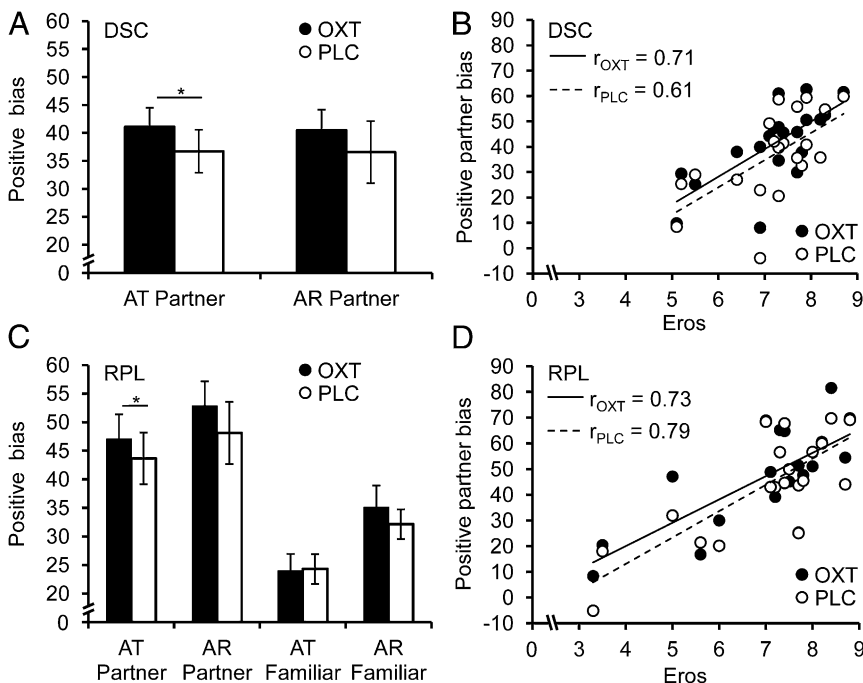 A
DSC
OXT
PLC
Positive bias
60
55
50
45
40
35
30
25
20
0
*
AT Partner
AR Partner
B
DSC
rOXT = 0.71
rPLC = 0.61
Positive partner bias
90
80
70
60
50
40
30
20
10
0
-10
OXT
PLC
0
3
4
5
6
7
8
9
Eros
C
RPL
OXT
PLC
Positive bias
60
55
50
45
40
35
30
25
20
0
*
AT
Partner
AR
Partner
AT
Familiar
AR
Familiar
D
RPL
rOXT = 0.73
rPLC = 0.79
Positive partner bias
90
80
70
60
50
40
30
20
10
0
-10
OXT
PLC
0
3
4
5
6
7
8
9
Eros